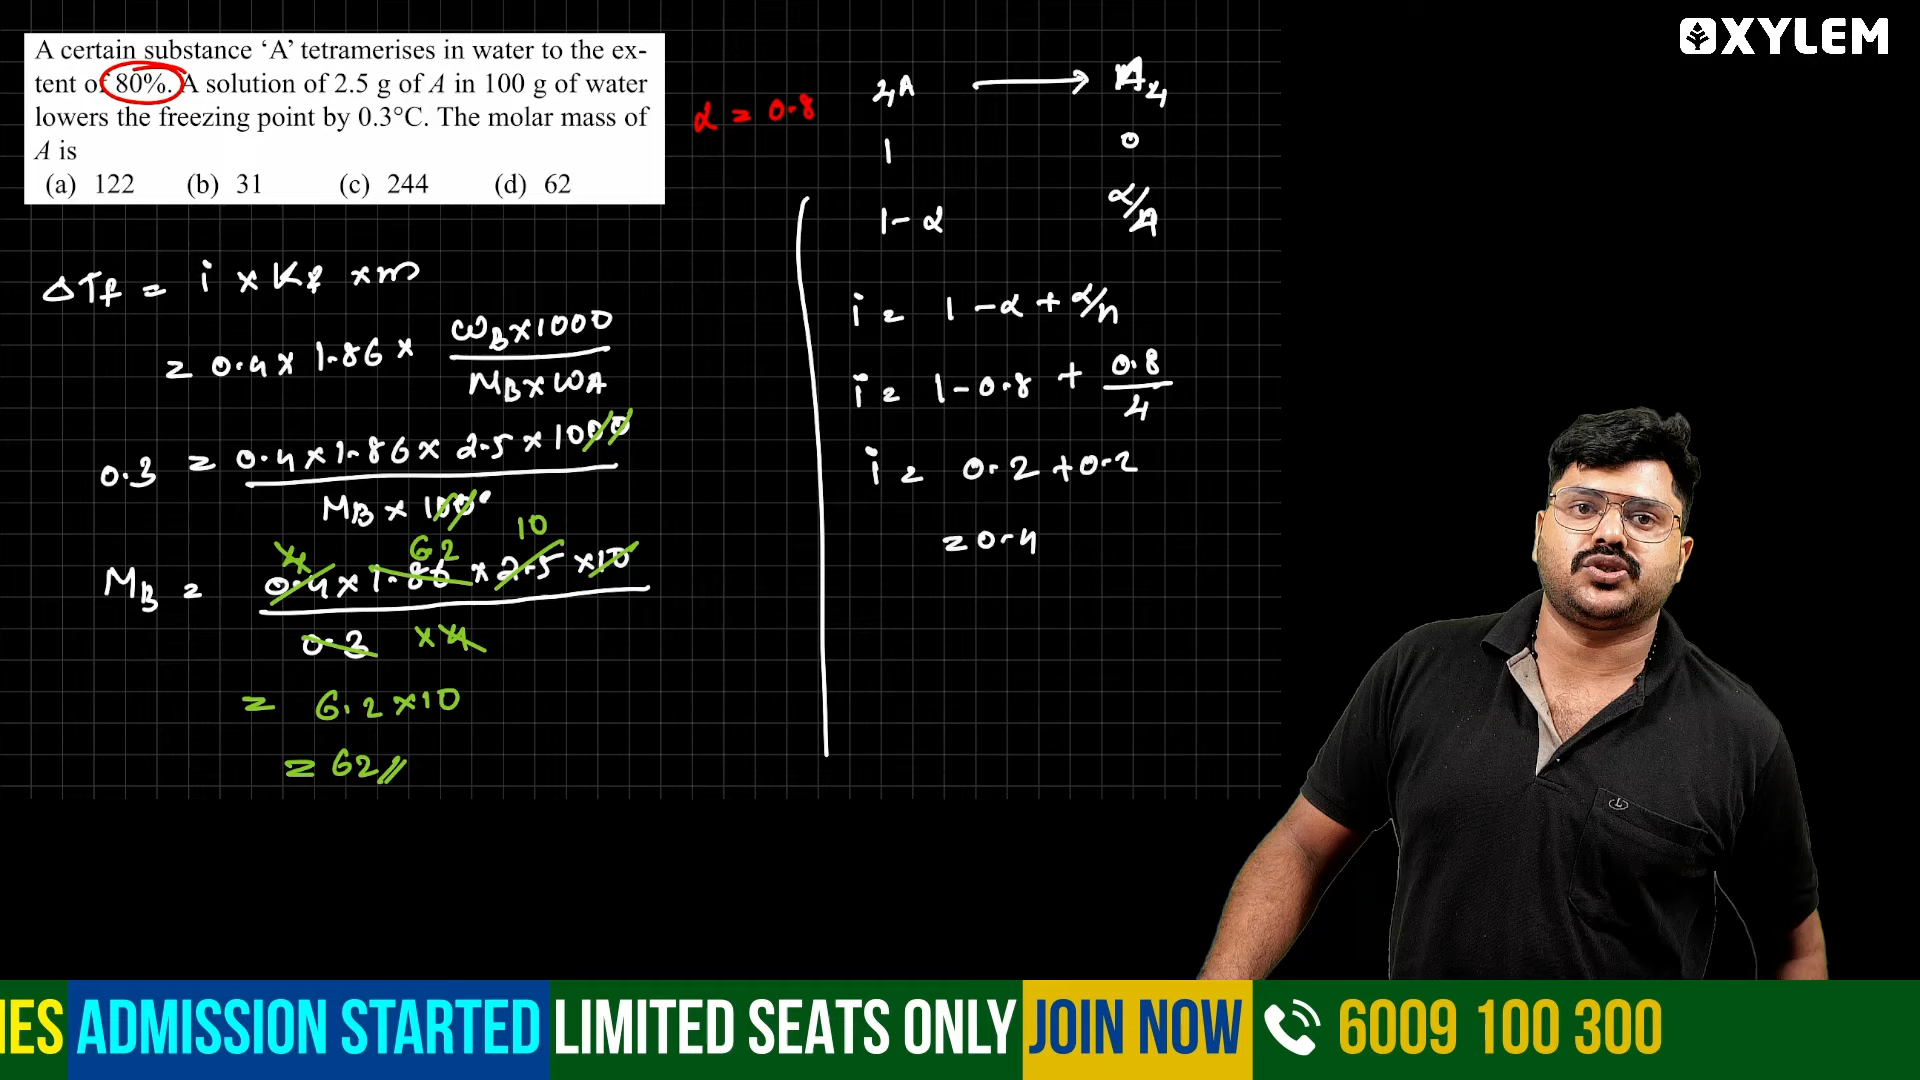 OXYLEM
A certain substance ‘A’ tetramerises in water to the ex-
tent of 80%. A solution of 2.5 g of A in 100 g of water
lowers the freezing point by 0.3°C. The molar mass of
A is
(a) 122 (b) 31 (c) 244 (d) 62
α = 0.8
4A → A4
1 0
1-α α/4
ΔTf = i × Kf × m
= 0.4 × 1.86 × WB×1000 / MB×WA
0.3 = 0.4×1.86× 2.5 ×1000 / MB × 100
MB = 0.4×1.86 ×2.5 ×10 / 0.3
62 10
×4
= 6.2×10
= 62//
i = 1-α + α/n
i = 1-0.8 + 0.8/4
i = 0.2 +0.2
= 0.4
IES ADMISSION STARTED LIMITED SEATS ONLY JOIN NOW 6009 100 300